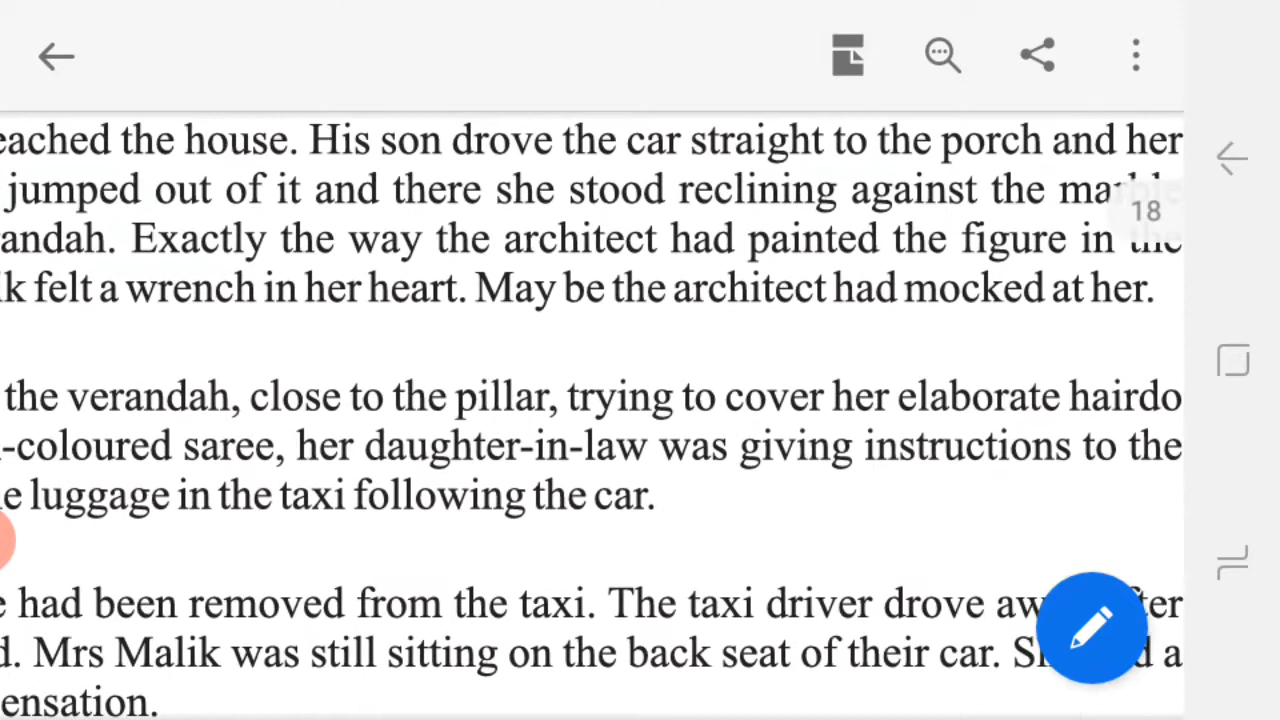 eached the house. His son drove the car straight to the porch and her
jumped out of it and there she stood reclining against the
18
andah. Exactly the way the architect had painted the figure in
k felt a wrench in her heart. May be the architect had mocked at her.
the verandah, close to the pillar, trying to cover her elaborate hairdo
-coloured saree, her daughter-in-law was giving instructions to the
e luggage in the taxi following the car.
e had been removed from the taxi. The taxi driver drove
d. Mrs Malik was still sitting on the back seat of their car. a
ensation.